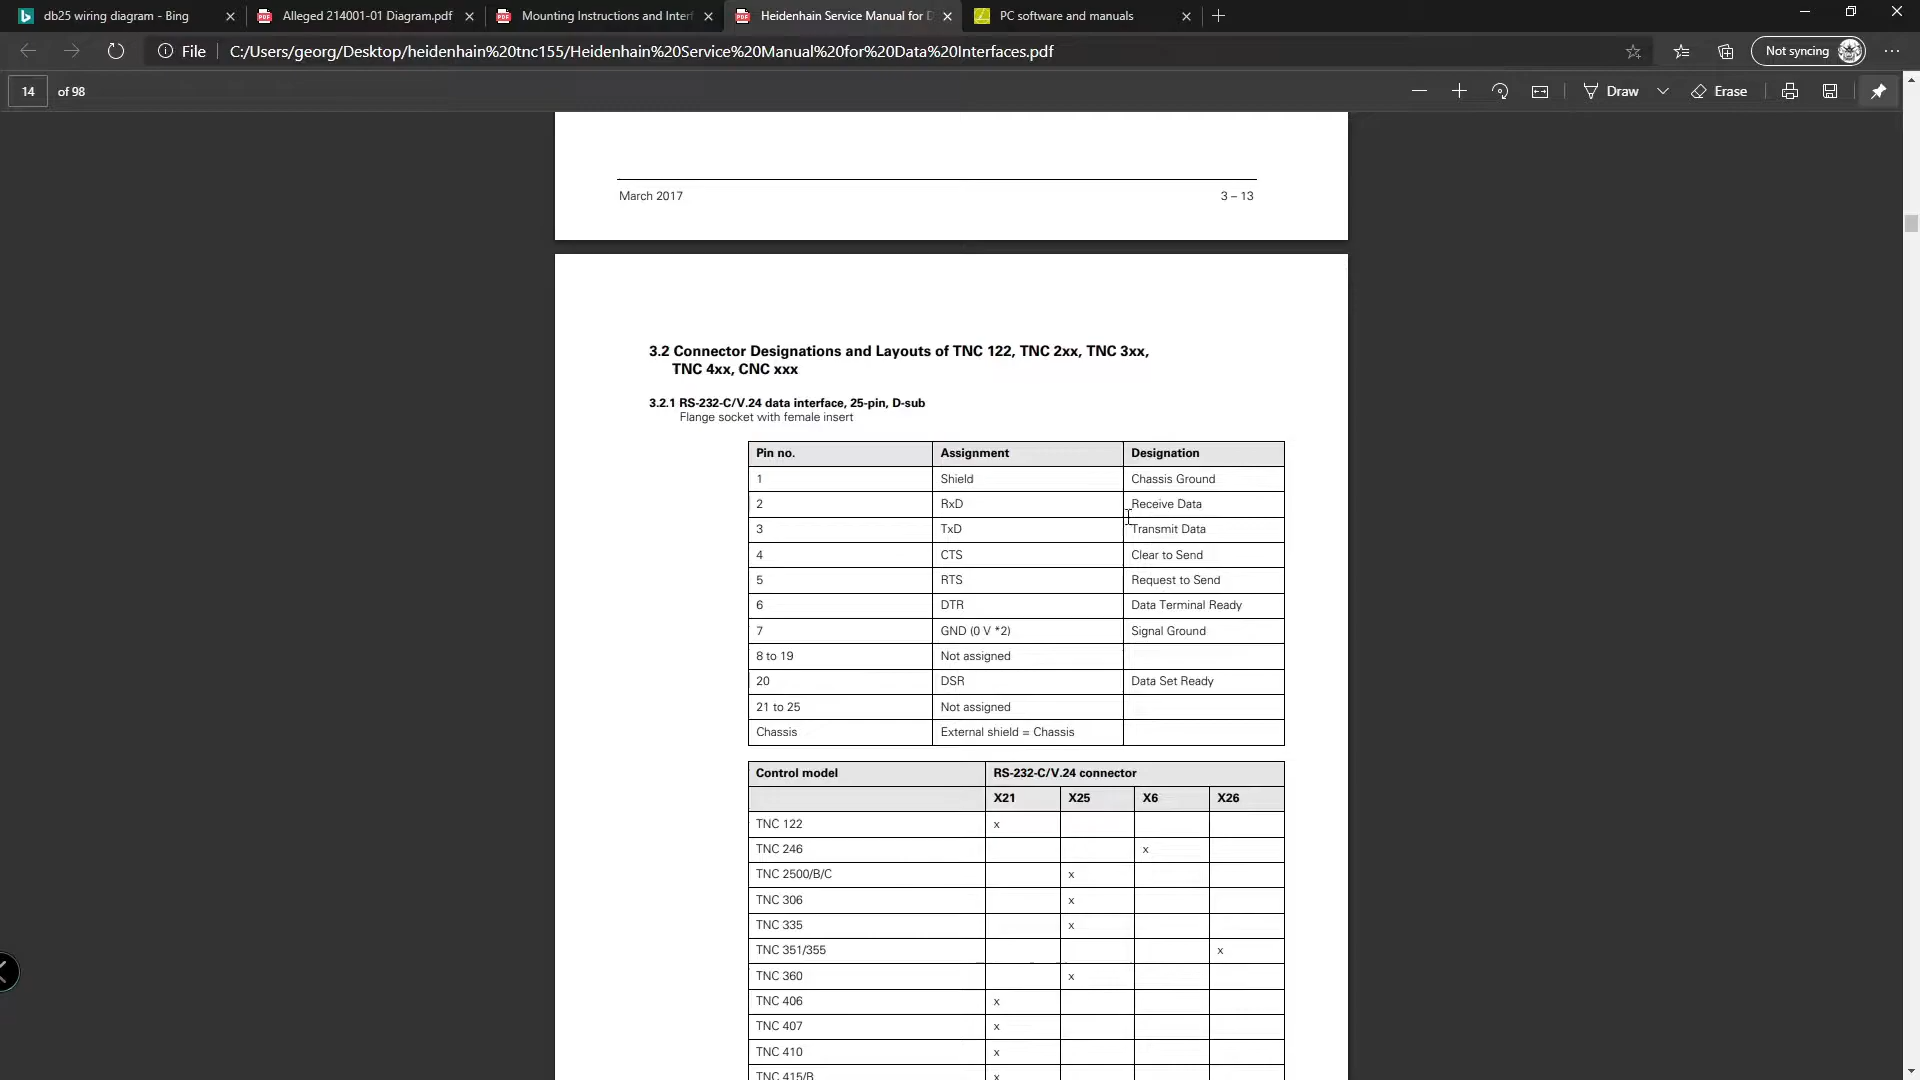 db25 wiring diagram - Bing
Alleged 214001-01 Diagram.pdf
Mounting Instructions and Interf
Heidenhain Service Manual for D
PC software and manuals
File
C:/Users/georg/Desktop/heidenhain%20tnc155/Heidenhain%20Service%20Manual%20for%20Data%20Interfaces.pdf
Not syncing
14 of 98
Draw
Erase
March 2017 3 – 13
3.2 Connector Designations and Layouts of TNC 122, TNC 2xx, TNC 3xx,
TNC 4xx, CNC xxx
3.2.1 RS-232-C/V.24 data interface, 25-pin, D-sub
Flange socket with female insert
Pin no. Assignment Designation
1 Shield Chassis Ground
2 RxD Receive Data
3 TxD Transmit Data
4 CTS Clear to Send
5 RTS Request to Send
6 DTR Data Terminal Ready
7 GND (0 V *2) Signal Ground
8 to 19 Not assigned
20 DSR Data Set Ready
21 to 25 Not assigned
Chassis External shield = Chassis
Control model RS-232-C/V.24 connector
X21 X25 X6 X26
TNC 122 x
TNC 246 x
TNC 2500/B/C x
TNC 306 x
TNC 335 x
TNC 351/355 x
TNC 360 x
TNC 406 x
TNC 407 x
TNC 410 x
TNC 415/B x